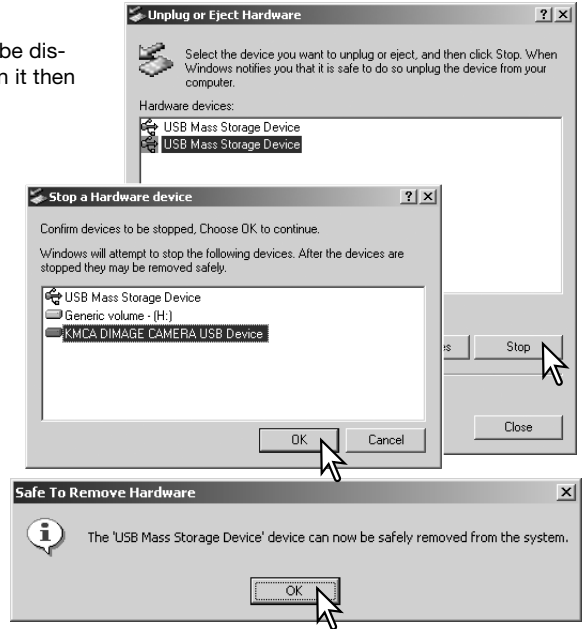 be dis-
n it then
Unplug or Eject Hardware
Select the device you want to unplug or eject, and then click Stop. When
Windows notifies you that it is safe to do so unplug the device from your
computer.
Hardware devices:
USB Mass Storage Device
USB Mass Storage Device
Stop
Close
Stop a Hardware device
Confirm devices to be stopped, Choose OK to continue.
Windows will attempt to stop the following devices. After the devices are
stopped they may be removed safely.
USB Mass Storage Device
Generic volume - (H:)
KMCA DIMAGE CAMERA USB Device
OK Cancel
Safe To Remove Hardware
The 'USB Mass Storage Device' device can now be safely removed from the system.
OK